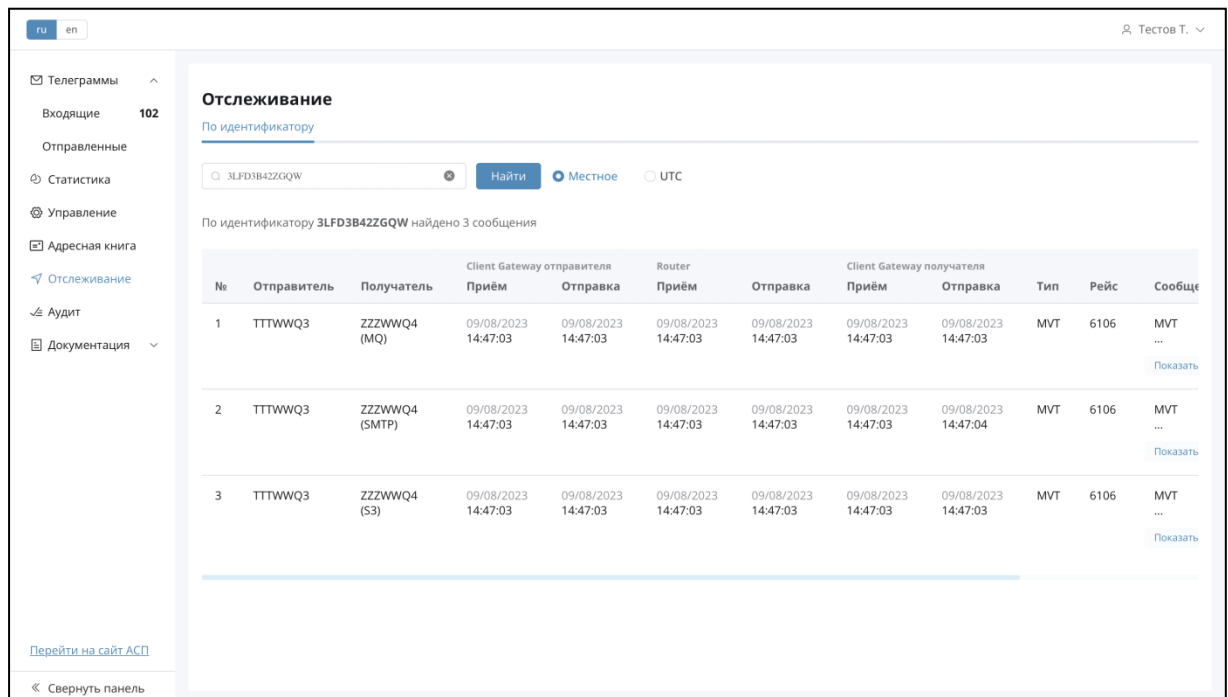 ru en
Тестов Т.
Телеграммы
Входящие 102
Отправленные
Статистика
Управление
Адресная книга
Отслеживание
Аудит
Документация
Перейти на сайт АСП
Свернуть панель
Отслеживание
По идентификатору
3LFD3B42ZGQW Найти Местное UTC
По идентификатору 3LFD3B42ZGQW найдено 3 сообщения
Client Gateway отправителя Router Client Gateway получателя
№ Отправитель Получатель Приём Отправка Приём Отправка Приём Отправка Тип Рейс Сообще
1 TTTWWQ3 ZZZWWQ4 09/08/2023 09/08/2023 09/08/2023 09/08/2023 09/08/2023 09/08/2023 MVT 6106 MVT
(MQ) 14:47:03 14:47:03 14:47:03 14:47:03 14:47:03 14:47:03 ...
Показать
2 TTTWWQ3 ZZZWWQ4 09/08/2023 09/08/2023 09/08/2023 09/08/2023 09/08/2023 09/08/2023 MVT 6106 MVT
(SMTP) 14:47:03 14:47:03 14:47:03 14:47:03 14:47:03 14:47:04 ...
Показать
3 TTTWWQ3 ZZZWWQ4 09/08/2023 09/08/2023 09/08/2023 09/08/2023 09/08/2023 09/08/2023 MVT 6106 MVT
(S3) 14:47:03 14:47:03 14:47:03 14:47:03 14:47:03 14:47:03 ...
Показать